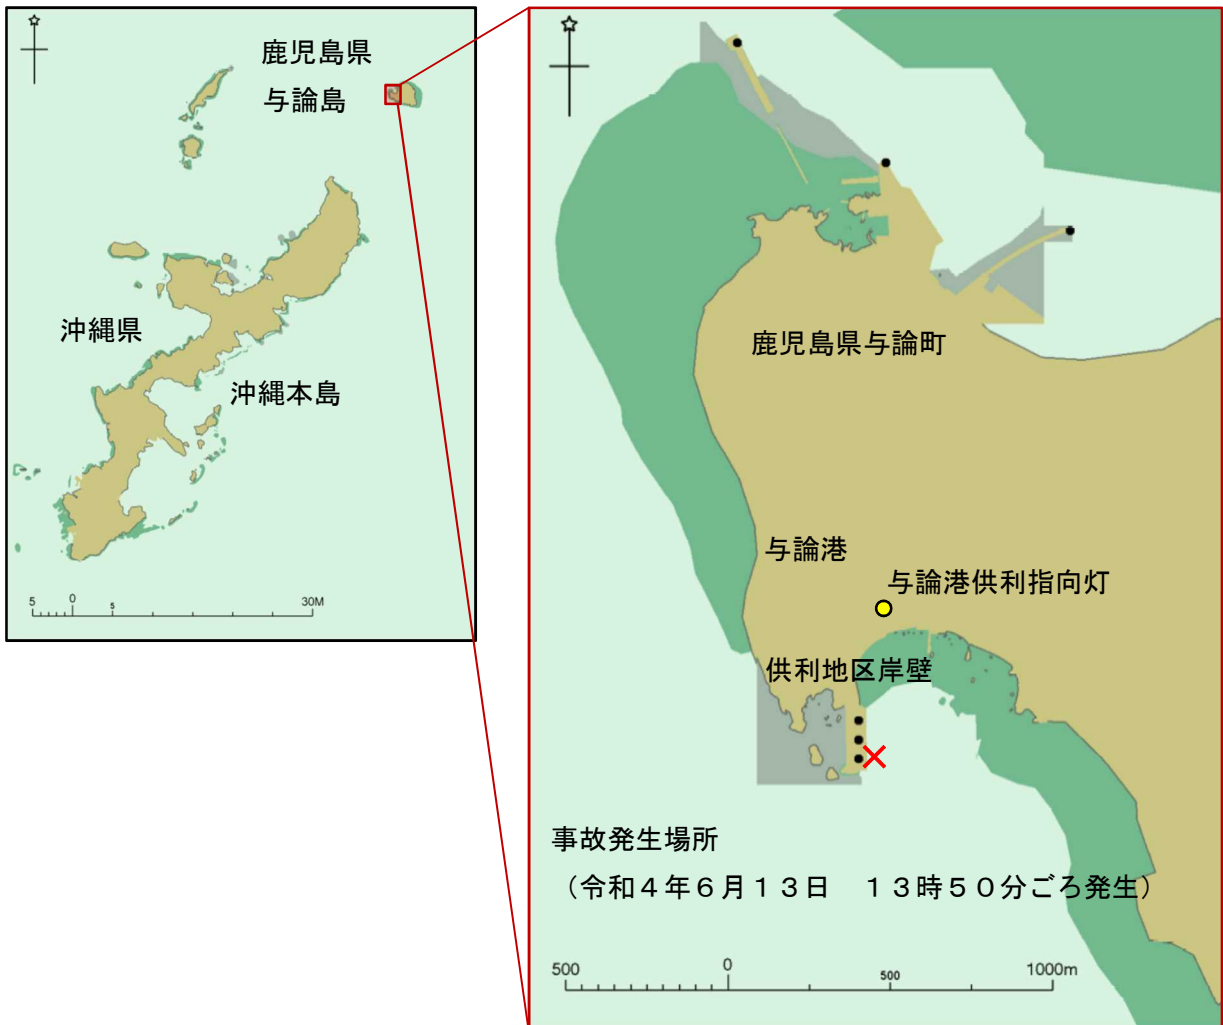 鹿児島県
与論島
沖縄県
沖縄本島
5 0 5 30M
鹿児島県与論町
与論港
与論港供利指向灯
供利地区岸壁
事故発生場所
（令和４年６月１３日　１３時５０分ごろ発生）
500 0 500 1000m